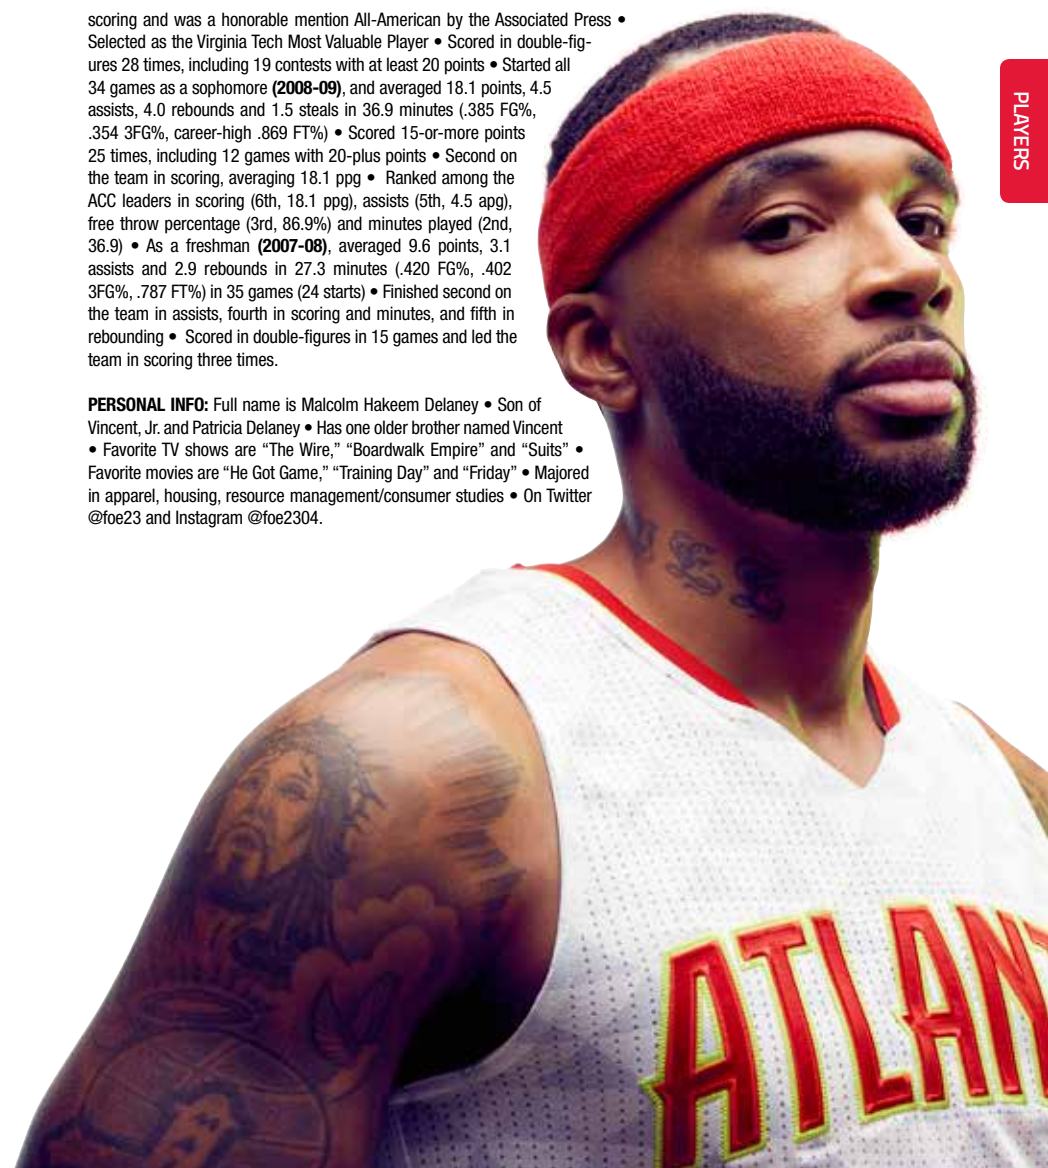 scoring and was a honorable mention All-American by the Associated Press •
Selected as the Virginia Tech Most Valuable Player • Scored in double-fig-
ures 28 times, including 19 contests with at least 20 points • Started all
34 games as a sophomore (2008-09), and averaged 18.1 points, 4.5
assists, 4.0 rebounds and 1.5 steals in 36.9 minutes (.385 FG%,
.354 3FG%, career-high .869 FT%) • Scored 15-or-more points
25 times, including 12 games with 20-plus points • Second on
the team in scoring, averaging 18.1 ppg • Ranked among the
ACC leaders in scoring (6th, 18.1 ppg), assists (5th, 4.5 apg),
free throw percentage (3rd, 86.9%) and minutes played (2nd,
36.9) • As a freshman (2007-08), averaged 9.6 points, 3.1
assists and 2.9 rebounds in 27.3 minutes (.420 FG%, .402
3FG%, .787 FT%) in 35 games (24 starts) • Finished second on
the team in assists, fourth in scoring and minutes, and fifth in
rebounding • Scored in double-figures in 15 games and led the
team in scoring three times.
PERSONAL INFO: Full name is Malcolm Hakeem Delaney • Son of
Vincent, Jr. and Patricia Delaney • Has one older brother named Vincent
• Favorite TV shows are “The Wire,” “Boardwalk Empire” and “Suits” •
Favorite movies are “He Got Game,” “Training Day” and “Friday” • Majored
in apparel, housing, resource management/consumer studies • On Twitter
@foe23 and Instagram @foe2304.
PLAYERS
ATLAN